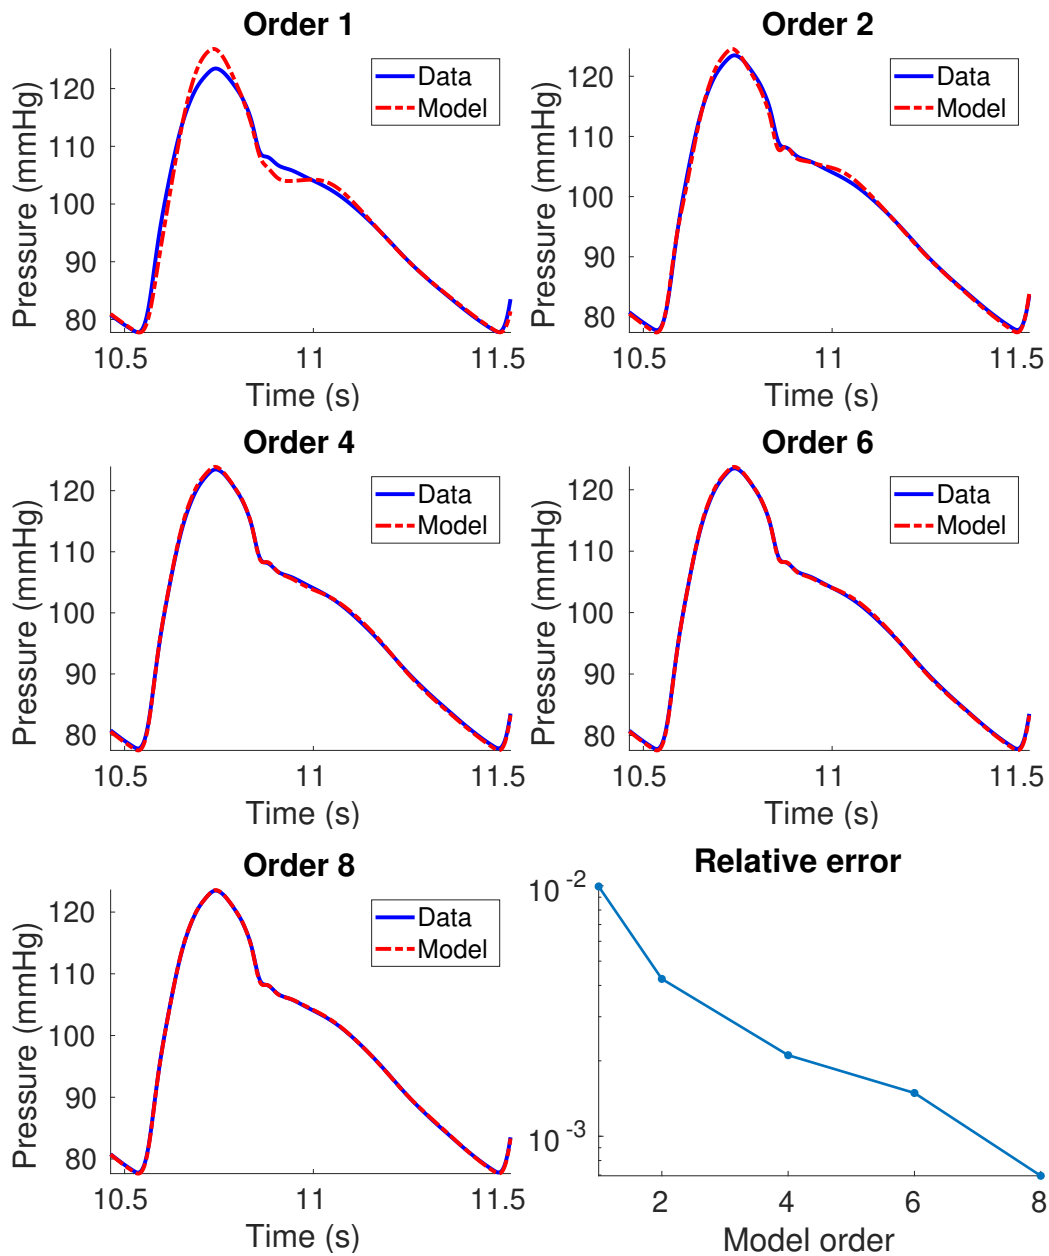 Order 1
Pressure (mmHg)
120
110
100
90
80
Data
Model
10.5 11 11.5
Time (s)
Order 2
Pressure (mmHg)
120
110
100
90
80
Data
Model
10.5 11 11.5
Time (s)
Order 4
Pressure (mmHg)
120
110
100
90
80
Data
Model
10.5 11 11.5
Time (s)
Order 6
Pressure (mmHg)
120
110
100
90
80
Data
Model
10.5 11 11.5
Time (s)
Order 8
Pressure (mmHg)
120
110
100
90
80
Data
Model
10.5 11 11.5
Time (s)
Relative error
10^-2
10^-3
2 4 6 8
Model order